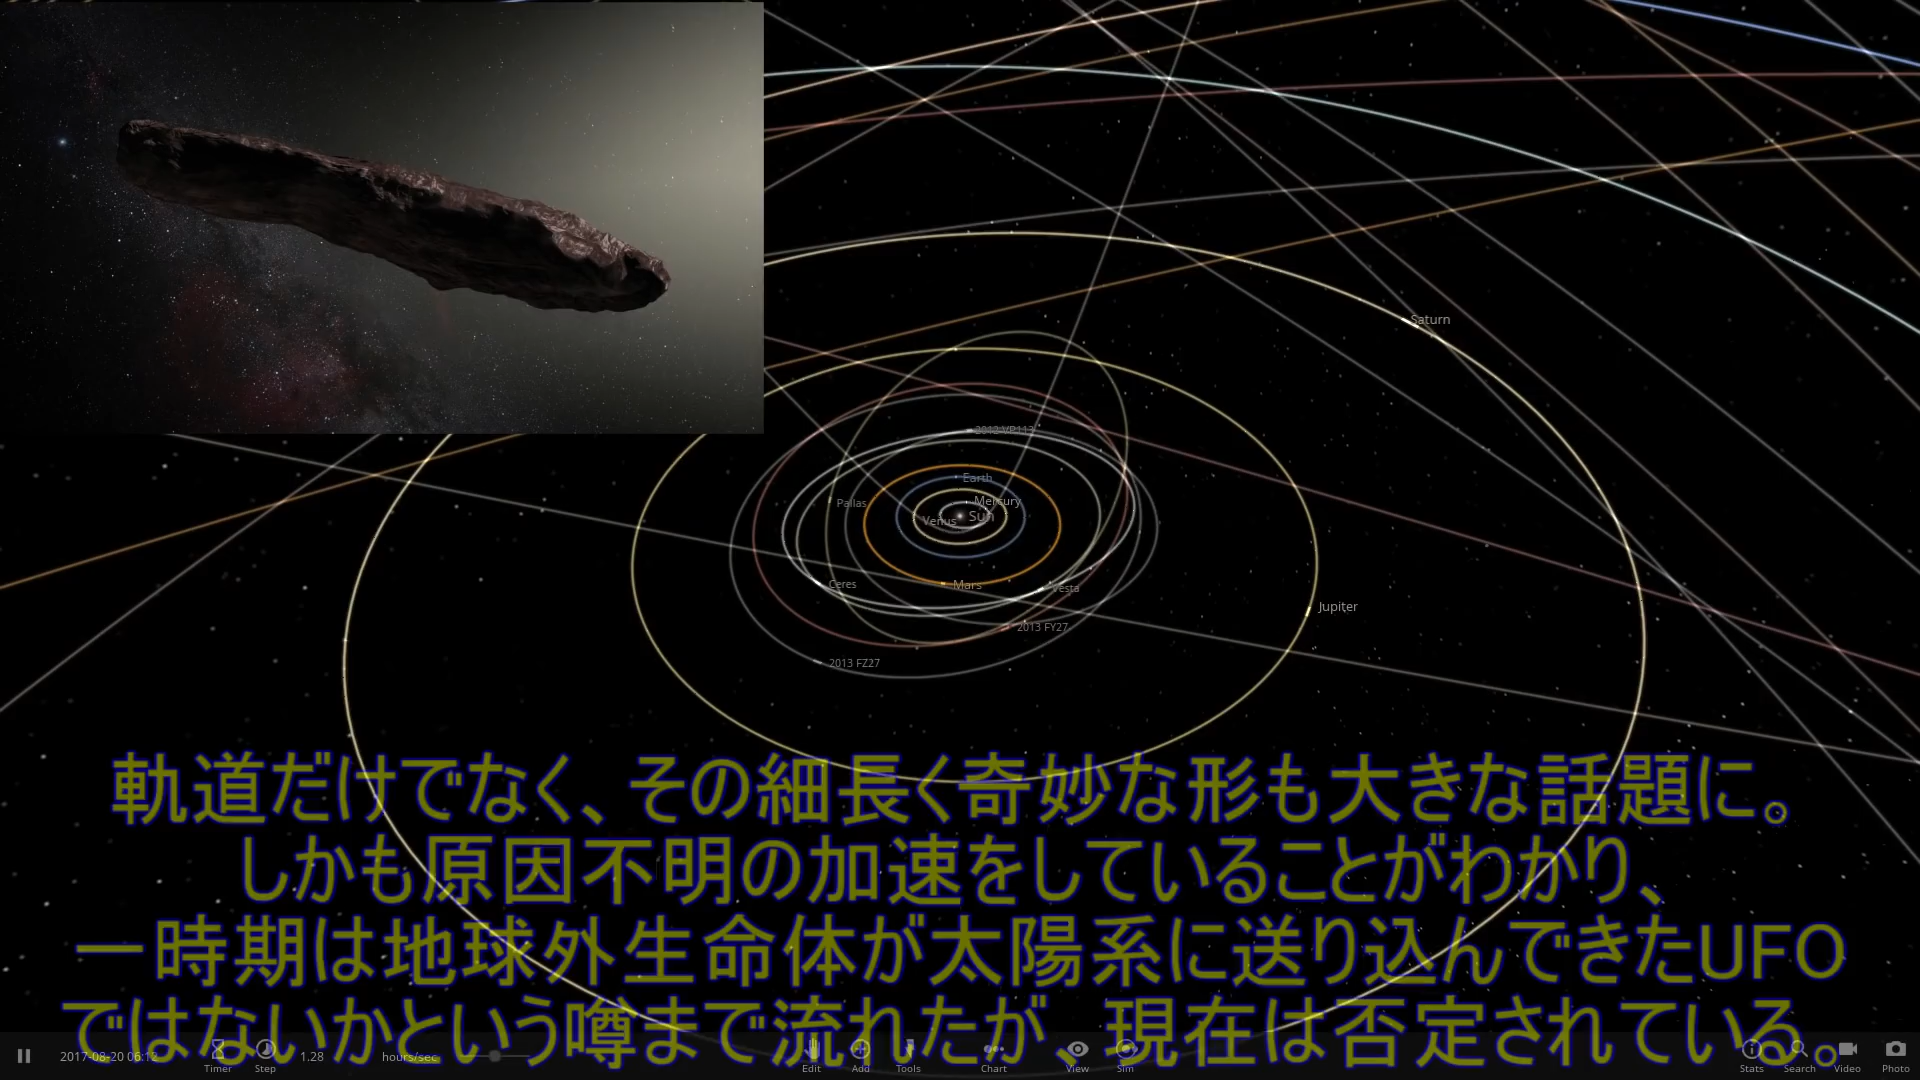 Saturn
2012 VP113
Earth
Pallas
Mercury
Venus
Sun
Ceres
Mars
Vesta
Jupiter
2013 FY27
2013 FZ27
軌道だけでなく、その細長く奇妙な形も大きな話題に。
しかも原因不明の加速をしていることがわかり、
一時期は地球外生命体が太陽系に送り込んできたUFO
ではないかという噂まで流れたが、現在は否定されている。
2017-08-20 06:12
Timer
Step
1.28
hours/sec
Edit
Add
Tools
Chart
View
Sim
Stats
Search
Video
Photo